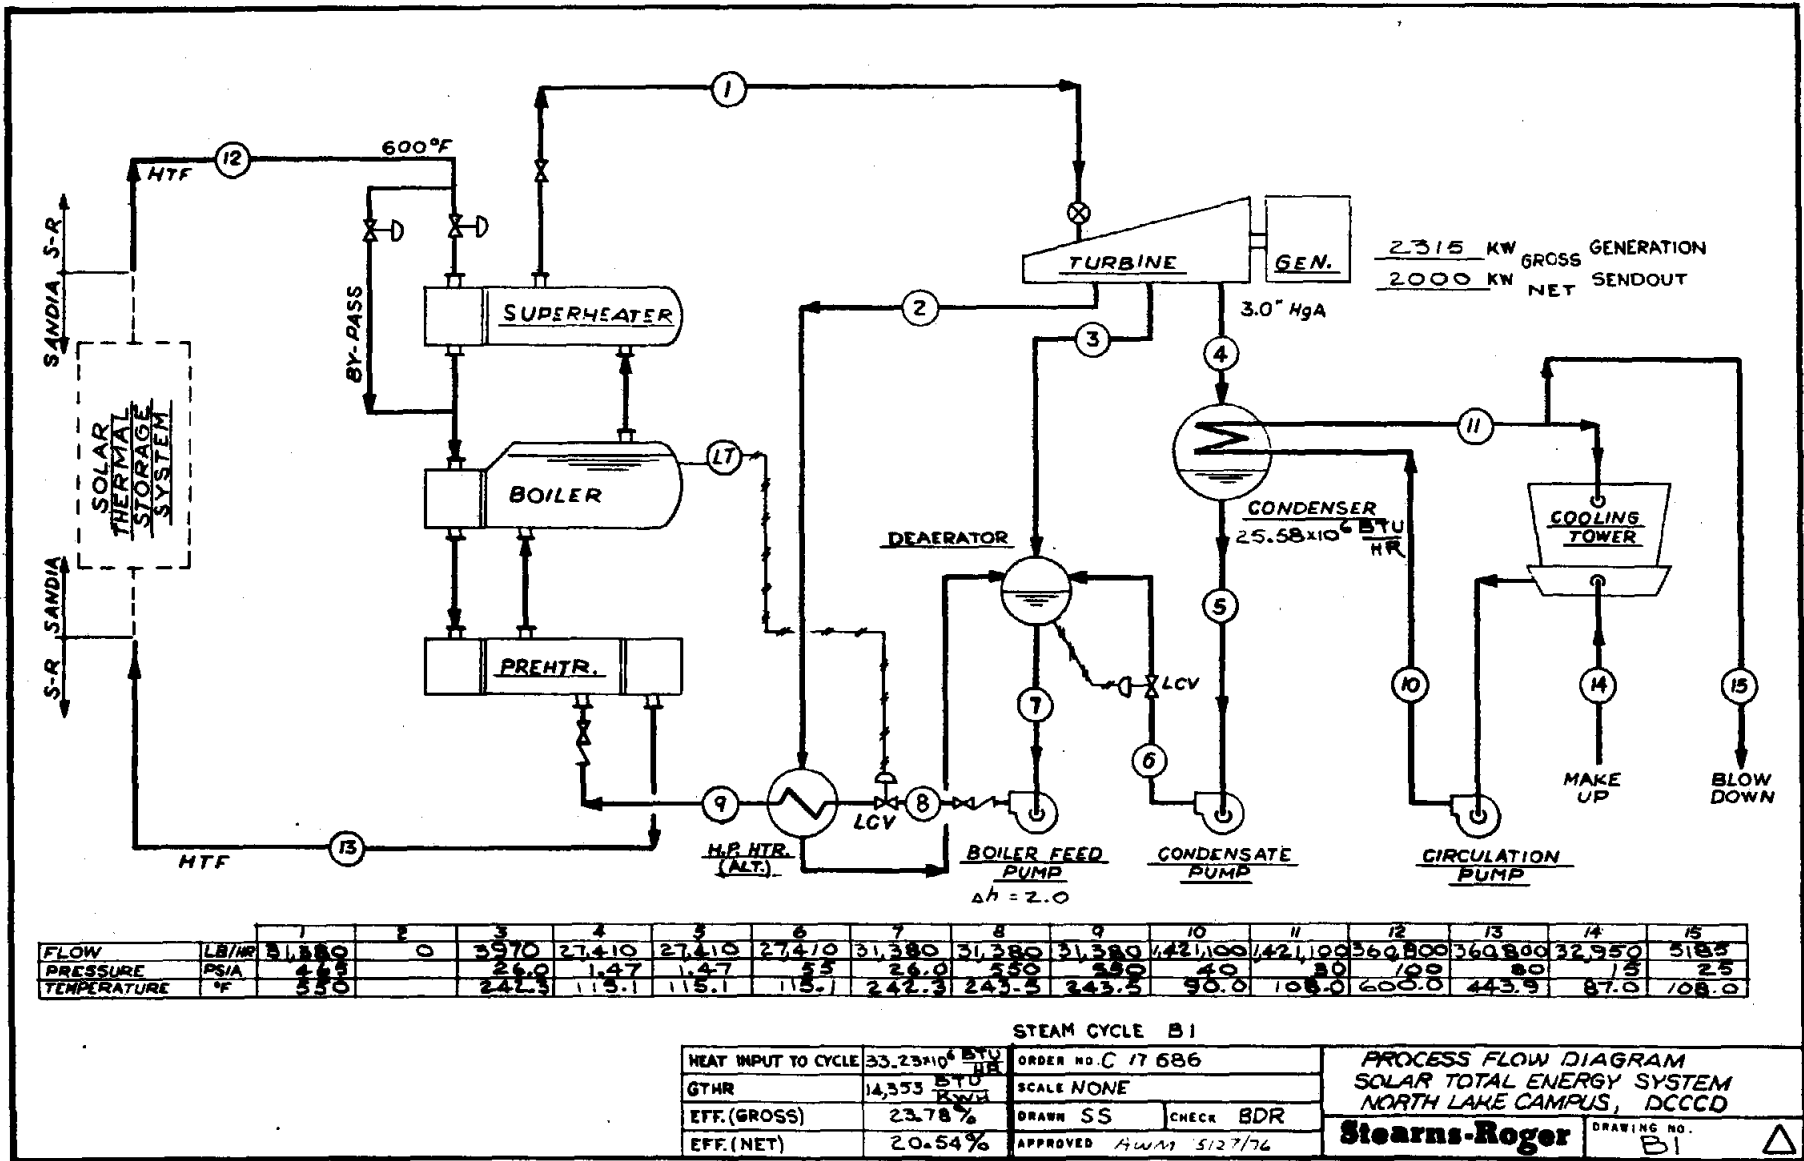 1
12
600°F
HTF
SANDIA S-R
BY-PASS
SUPERHEATER
TURBINE
GEN.
2315 KW GROSS GENERATION
2000 KW NET SENDOUT
3.0" HgA
2
3
4
SOLAR
THERMAL
STORAGE
SYSTEM
LT
BOILER
11
CONDENSER
25.58x10⁶ BTU
HR
COOLING
TOWER
DEAERATOR
S-R SANDIA
5
PREHTR.
7
LCV
10
14
15
6
MAKE
UP
BLOW
DOWN
9
8
LCV
13
HTF
H.P. HTR.
(ALT.)
BOILER FEED
PUMP
Δh = 2.0
CONDENSATE
PUMP
CIRCULATION
PUMP
1 2 3 4 5 6 7 8 9 10 11 12 13 14 15
FLOW LB/HR 31,380 0 3970 27,410 27,410 27,410 31,380 31,380 31,380 1,421,100 1,421,100 360,800 360,800 32,950 5185
PRESSURE PSIA 26.0 1.47 1.47 26.0 40 100 15 25
TEMPERATURE °F 242.3 115.1 115.1 115.1 242.3 243.5 243.5 90.0 108.0 600.0 443.9 87.0 108.0
STEAM CYCLE B1
HEAT INPUT TO CYCLE 33.23x10⁶ BTU
HR
GTHR 14,353 BTU
KWH
EFF. (GROSS) 23.78%
EFF. (NET) 20.54%
ORDER NO. C 17686
SCALE NONE
DRAWN SS CHECK BDR
APPROVED AWM 5/27/76
PROCESS FLOW DIAGRAM
SOLAR TOTAL ENERGY SYSTEM
NORTH LAKE CAMPUS, DCCCD
Stearns-Roger
DRAWING NO.
B1